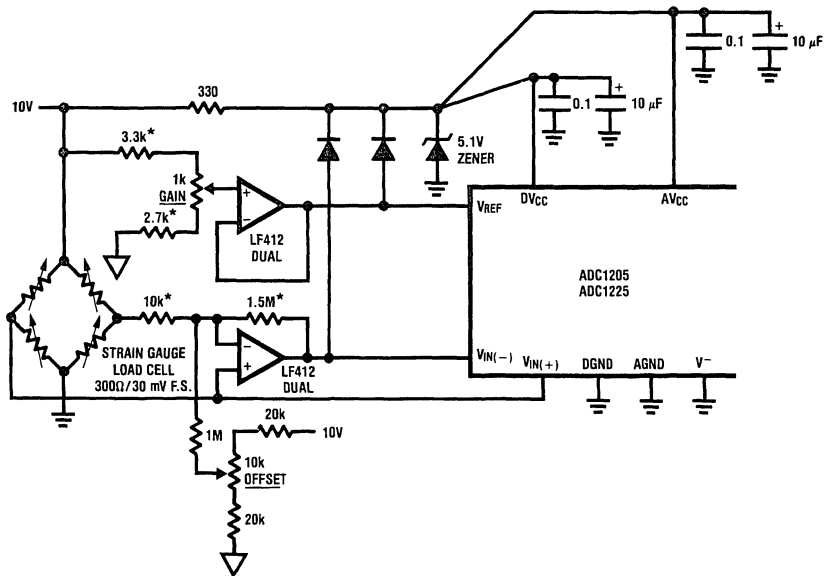 0.1
+
10 µF
0.1
+
10 µF
10V
330
5.1V
ZENER
3.3k*
1k
GAIN
2.7k*
+
−
LF412
DUAL
VREF
DVCC
AVCC
ADC1205
ADC1225
10k*
1.5M*
−
+
LF412
DUAL
VIN(−)
VIN(+)
DGND
AGND
V−
STRAIN GAUGE
LOAD CELL
300Ω/30 mV F.S.
1M
20k
10V
10k
OFFSET
20k